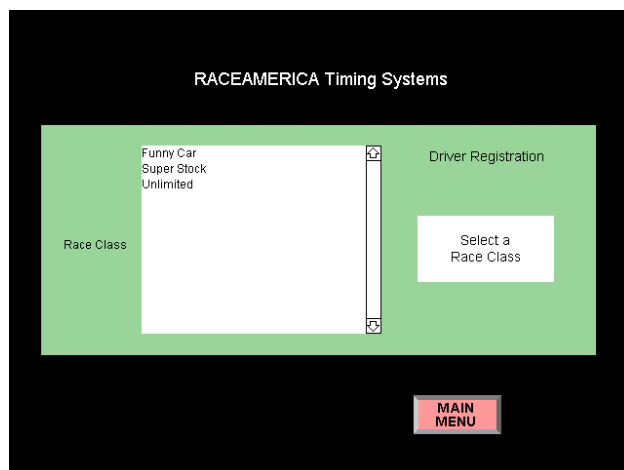 RACEAMERICA Timing Systems
Race Class
Funny Car
Super Stock
Unlimited
Driver Registration
Select a
Race Class
MAIN
MENU